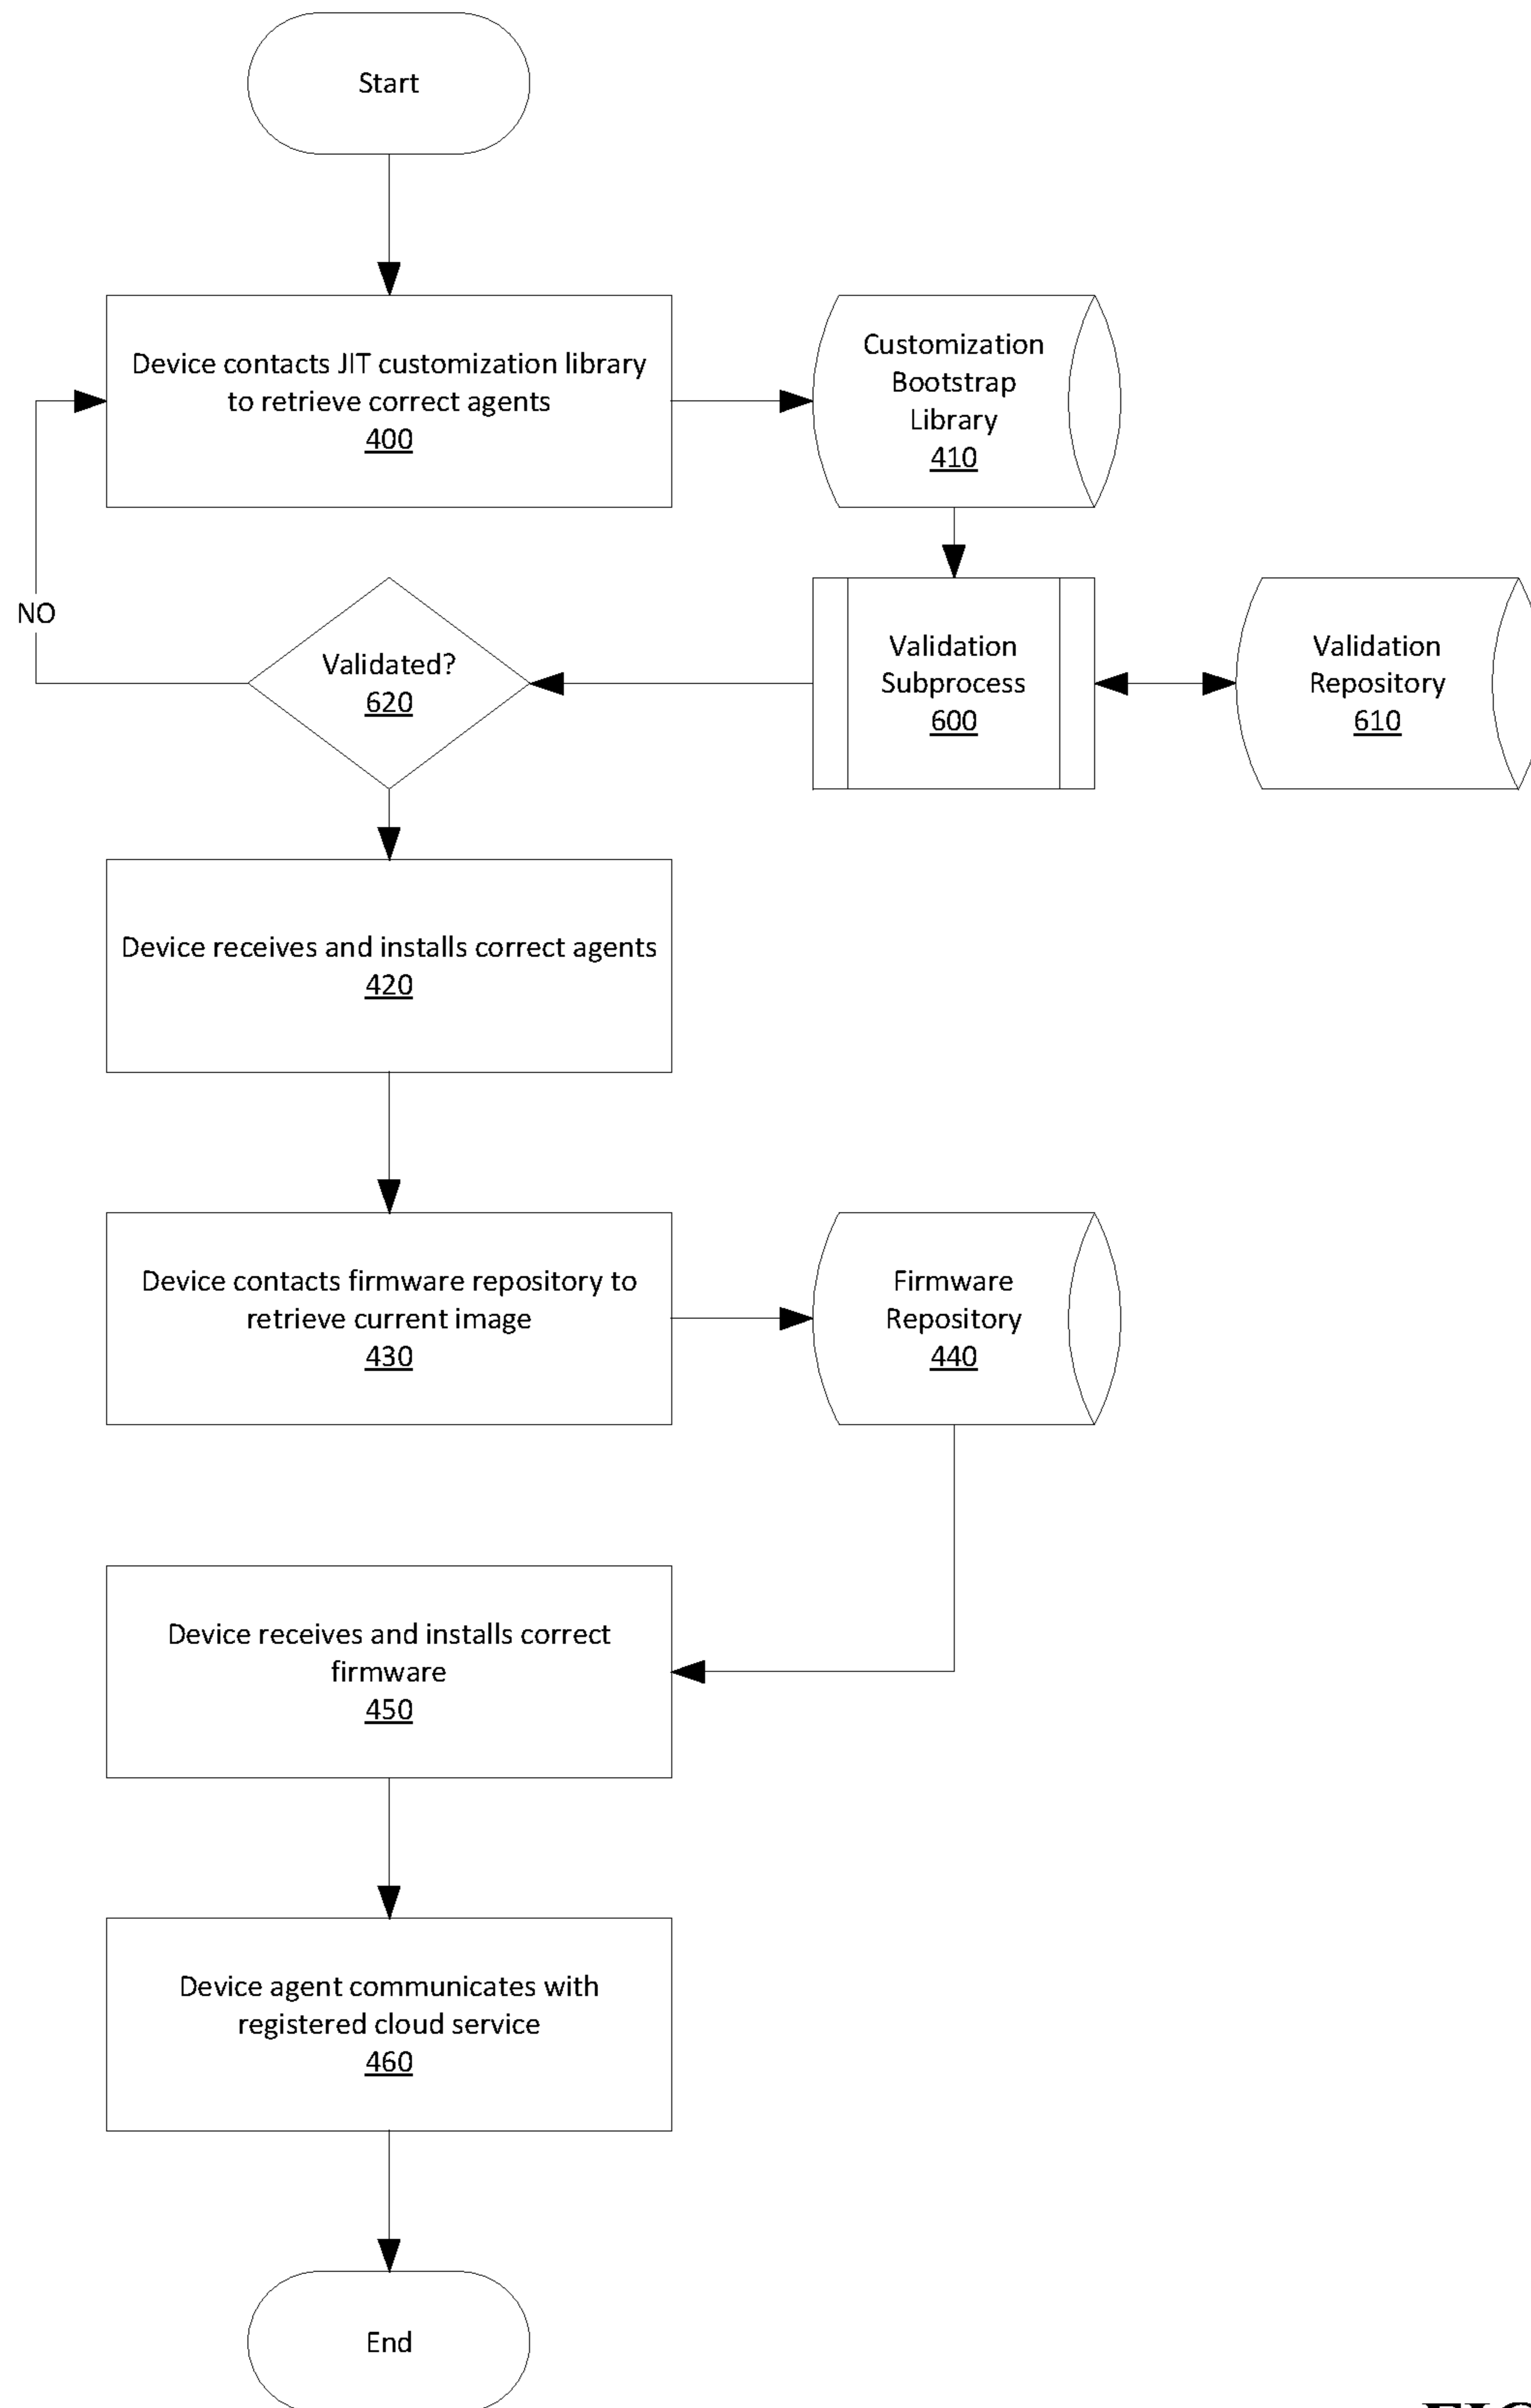 Start
Device contacts JIT customization library
to retrieve correct agents
400
Customization
Bootstrap
Library
410
NO
Validated?
620
Validation
Subprocess
600
Validation
Repository
610
Device receives and installs correct agents
420
Device contacts firmware repository to
retrieve current image
430
Firmware
Repository
440
Device receives and installs correct
firmware
450
Device agent communicates with
registered cloud service
460
End